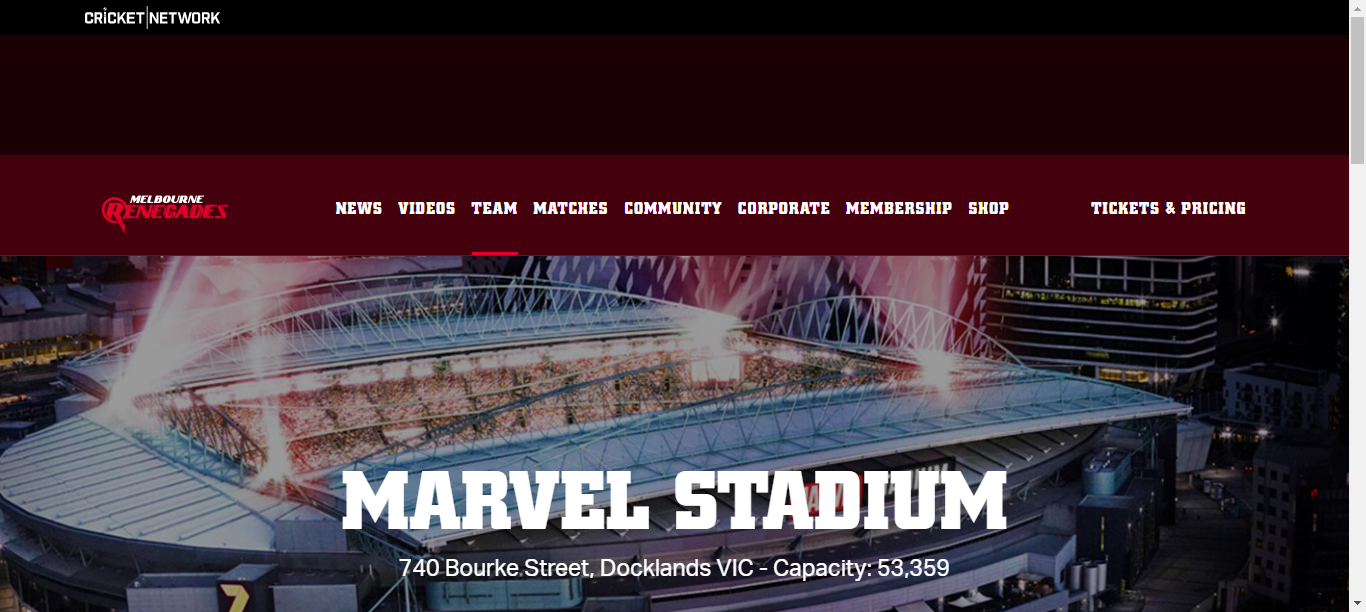 CRICKET NETWORK
MELBOURNE
RENEGADES
NEWS VIDEOS TEAM MATCHES COMMUNITY CORPORATE MEMBERSHIP SHOP TICKETS & PRICING
MARVEL STADIUM
740 Bourke Street, Docklands VIC - Capacity: 53,359
7